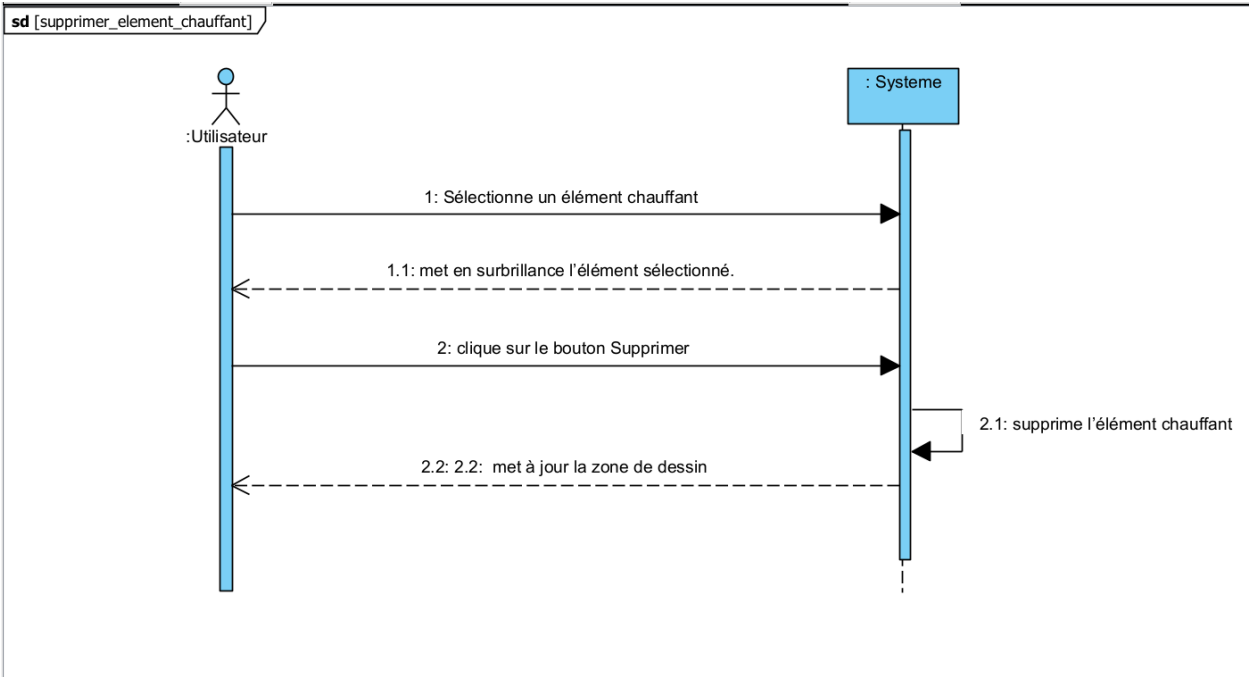 sd [supprimer_element_chauffant]
: Systeme
:Utilisateur
1: Sélectionne un élément chauffant
1.1: met en surbrillance l'élément sélectionné.
2: clique sur le bouton Supprimer
2.1: supprime l'élément chauffant
2.2: 2.2:  met à jour la zone de dessin